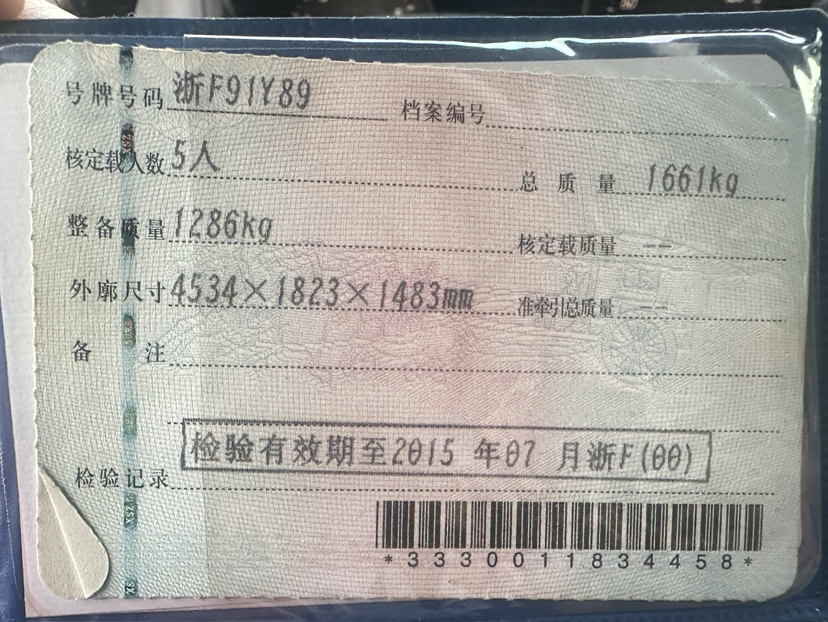 号牌号码 浙F91Y89 档案编号
核定载人数 5人 总质量 1661kg
整备质量 1286kg 核定载质量 --
外廓尺寸 4534×1823×1483mm 准牵引总质量 --
备注
检验有效期至2015年07月浙F(00)
检验记录
*3330011834458*